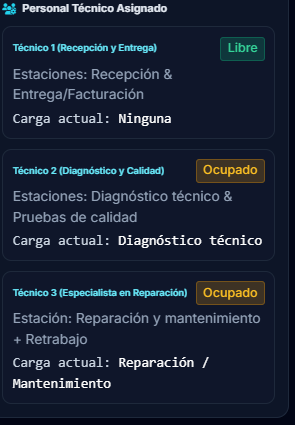 Personal Técnico Asignado
Técnico 1 (Recepción y Entrega)
Libre
Estaciones: Recepción &
Entrega/Facturación
Carga actual: Ninguna
Técnico 2 (Diagnóstico y Calidad)
Ocupado
Estaciones: Diagnóstico técnico &
Pruebas de calidad
Carga actual: Diagnóstico técnico
Técnico 3 (Especialista en Reparación)
Ocupado
Estación: Reparación y mantenimiento
+ Retrabajo
Carga actual: Reparación /
Mantenimiento